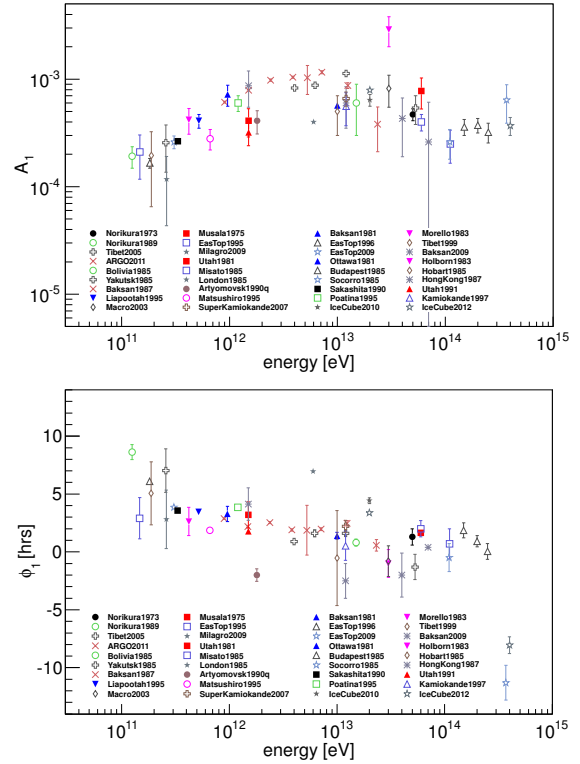 A₁
10⁻³
10⁻⁴
10⁻⁵
Norikura1973 Musala1975 Baksan1981 Morello1983
Norikura1989 EasTop1995 EasTop1996 Tibet1999
Tibet2005 Milagro2009 EasTop2009 Baksan2009
ARGO2011 Utah1981 Ottawa1981 Holborn1983
Bolivia1985 Misato1985 Budapest1985 Hobart1985
Yakutsk1985 London1985 Socorro1985 HongKong1987
Baksan1987 Artyomovsk1990q Sakashita1990 Utah1991
Liapootah1995 Matsushiro1995 Poatina1995 Kamiokande1997
Macro2003 SuperKamiokande2007 IceCube2010 IceCube2012
10¹¹ 10¹² 10¹³ 10¹⁴ 10¹⁵
energy [eV]
ϕ₁ [hrs]
10
5
0
-5
-10
Norikura1973 Musala1975 Baksan1981 Morello1983
Norikura1989 EasTop1995 EasTop1996 Tibet1999
Tibet2005 Milagro2009 EasTop2009 Baksan2009
ARGO2011 Utah1981 Ottawa1981 Holborn1983
Bolivia1985 Misato1985 Budapest1985 Hobart1985
Yakutsk1985 London1985 Socorro1985 HongKong1987
Baksan1987 Artyomovsk1990q Sakashita1990 Utah1991
Liapootah1995 Matsushiro1995 Poatina1995 Kamiokande1997
Macro2003 SuperKamiokande2007 IceCube2010 IceCube2012
10¹¹ 10¹² 10¹³ 10¹⁴ 10¹⁵
energy [eV]